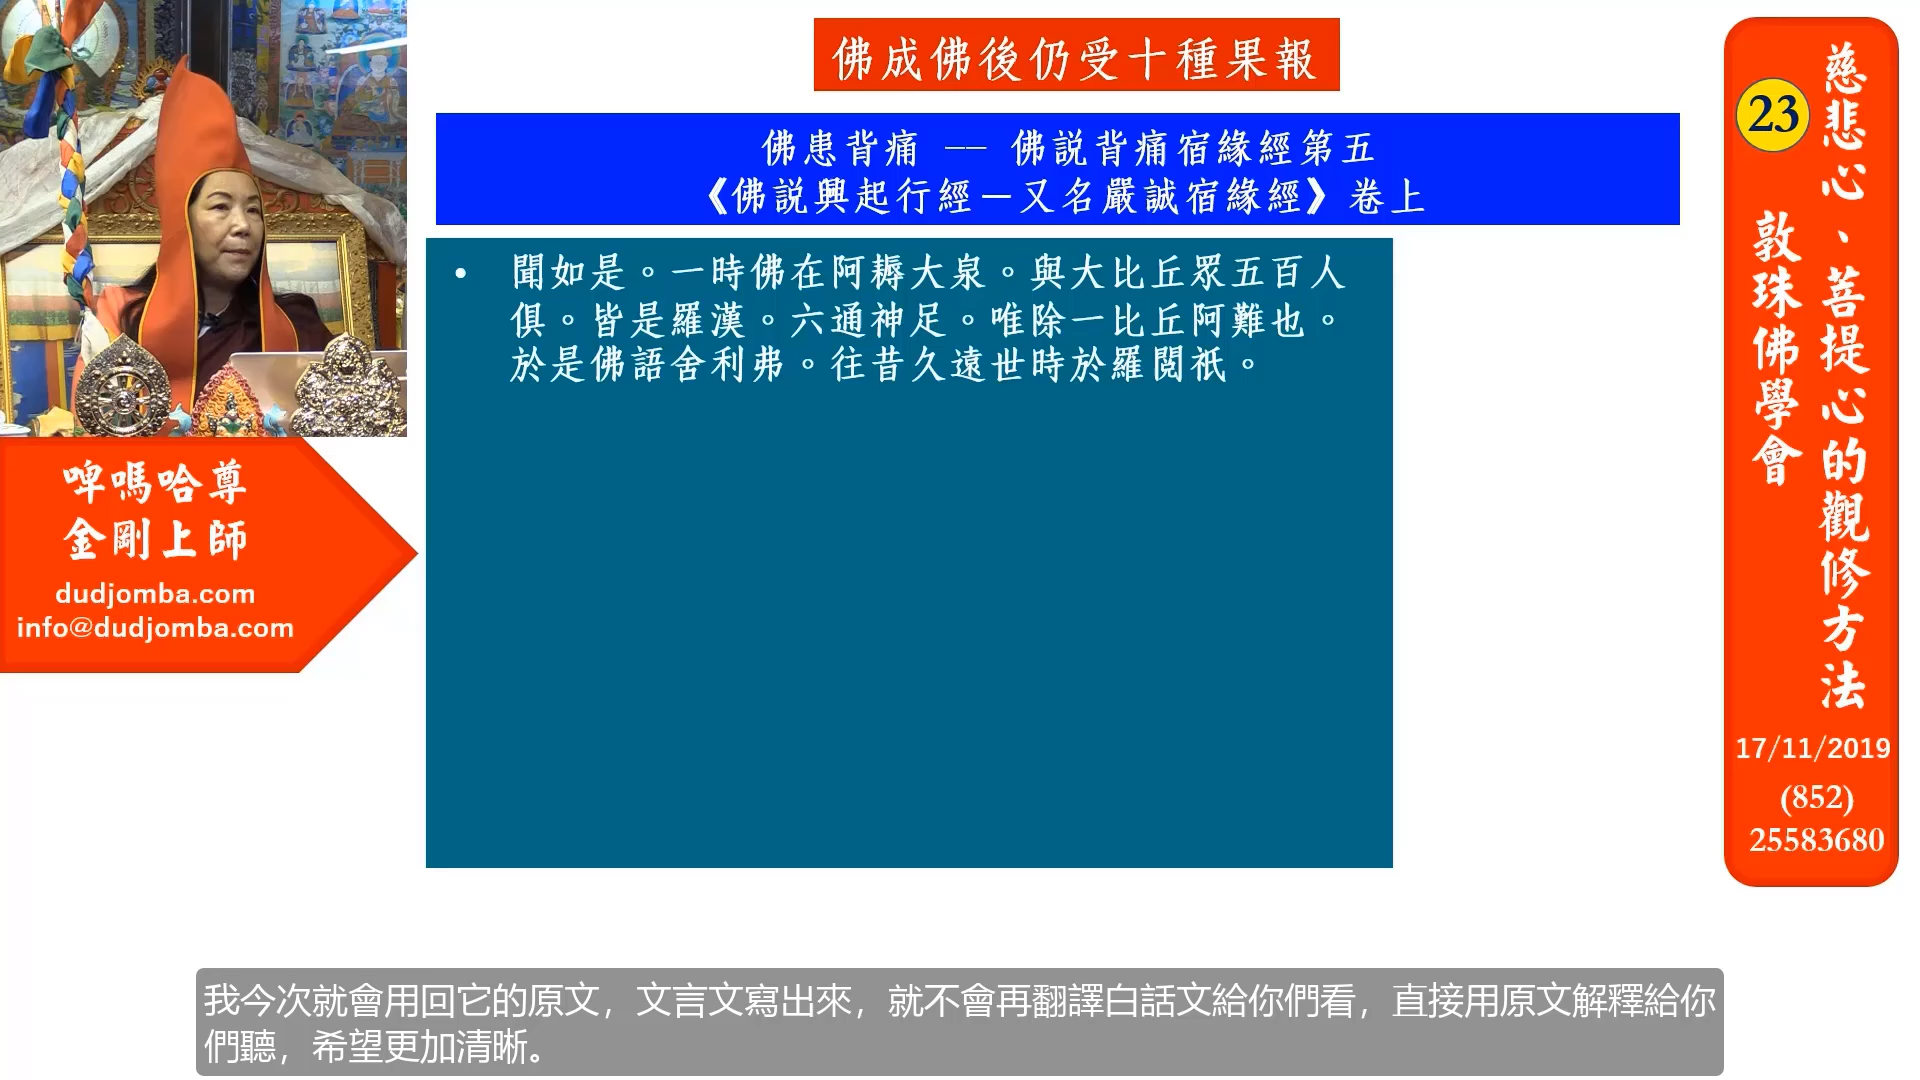 佛成佛後仍受十種果報
佛患背痛 — 佛説背痛宿緣經第五
《佛説興起行經－又名嚴誡宿緣經》卷上
• 聞如是。一時佛在阿耨大泉。與大比丘眾五百人
俱。皆是羅漢。六通神足。唯除一比丘阿難也。
於是佛語舍利弗。往昔久遠世時於羅閱祇。
啤嗎哈尊
金剛上師
dudjomba.com
info@dudjomba.com
慈悲心、菩提心的觀修方法
23
敦珠佛學會
17/11/2019
(852)
25583680
我今次就會用回它的原文，文言文寫出來，就不會再翻譯白話文給你們看，直接用原文解釋給你
們聽，希望更加清晰。